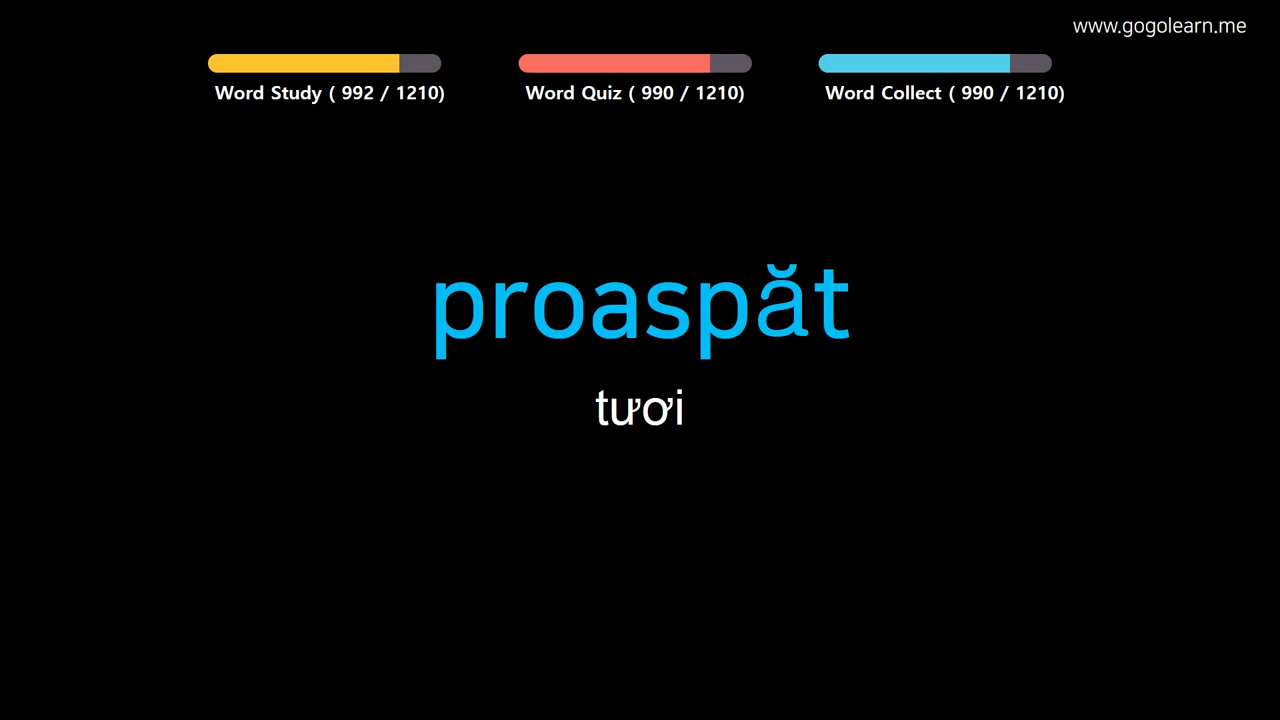 www.gogolearn.me
Word Study ( 992 / 1210)
Word Quiz ( 990 / 1210)
Word Collect ( 990 / 1210)
proaspăt
tươi